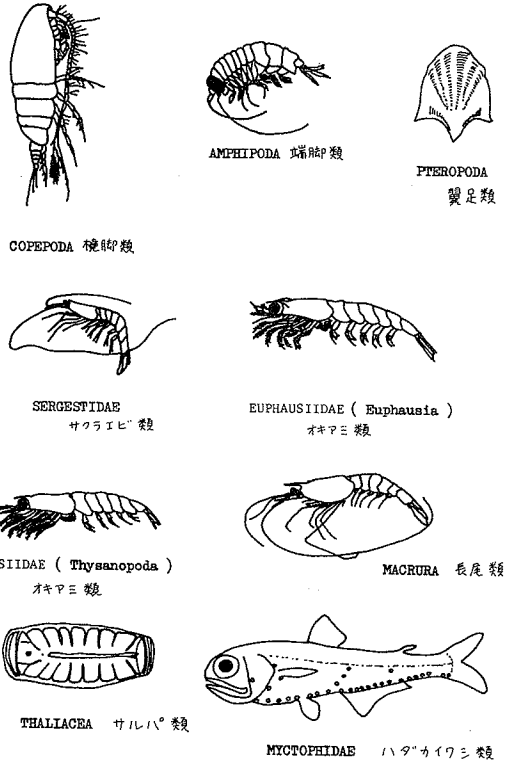 AMPHIPODA 端脚類
PTEROPODA
翼足類
COPEPODA 橈脚類
SERGESTIDAE
サクラエビ類
EUPHAUSIIDAE ( Euphausia )
オキアミ類
SIIDAE ( Thysanopoda )
オキアミ類
MACRURA 長尾類
THALIACEA サルパ類
MYCTOPHIDAE ハダカイワシ類